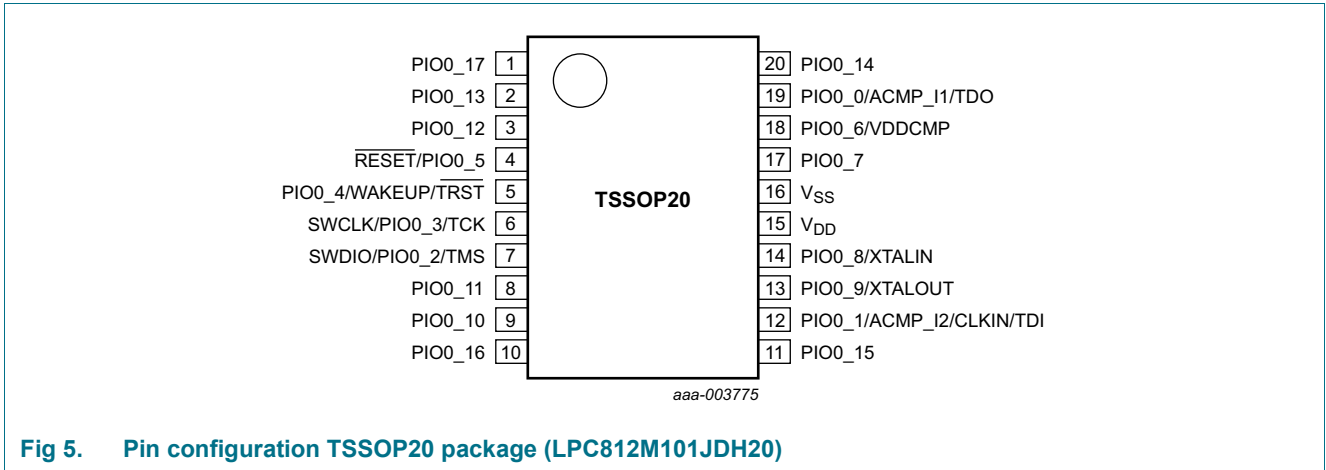 PIO0_17 1
PIO0_13 2
PIO0_12 3
RESET/PIO0_5 4
PIO0_4/WAKEUP/TRST 5
SWCLK/PIO0_3/TCK 6
SWDIO/PIO0_2/TMS 7
PIO0_11 8
PIO0_10 9
PIO0_16 10
TSSOP20
20 PIO0_14
19 PIO0_0/ACMP_I1/TDO
18 PIO0_6/VDDCMP
17 PIO0_7
16 VSS
15 VDD
14 PIO0_8/XTALIN
13 PIO0_9/XTALOUT
12 PIO0_1/ACMP_I2/CLKIN/TDI
11 PIO0_15
aaa-003775
Fig 5. Pin configuration TSSOP20 package (LPC812M101JDH20)